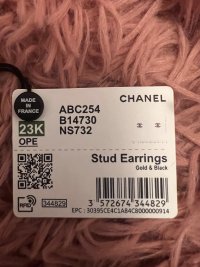 MADE IN
FRANCE
ABC254
B14730
NS732
CHANEL
23K
OPE
Stud Earrings
Gold & Black
RFID
344829
3 572674 344829
EPC : 30395CE4C1A84C8000000914